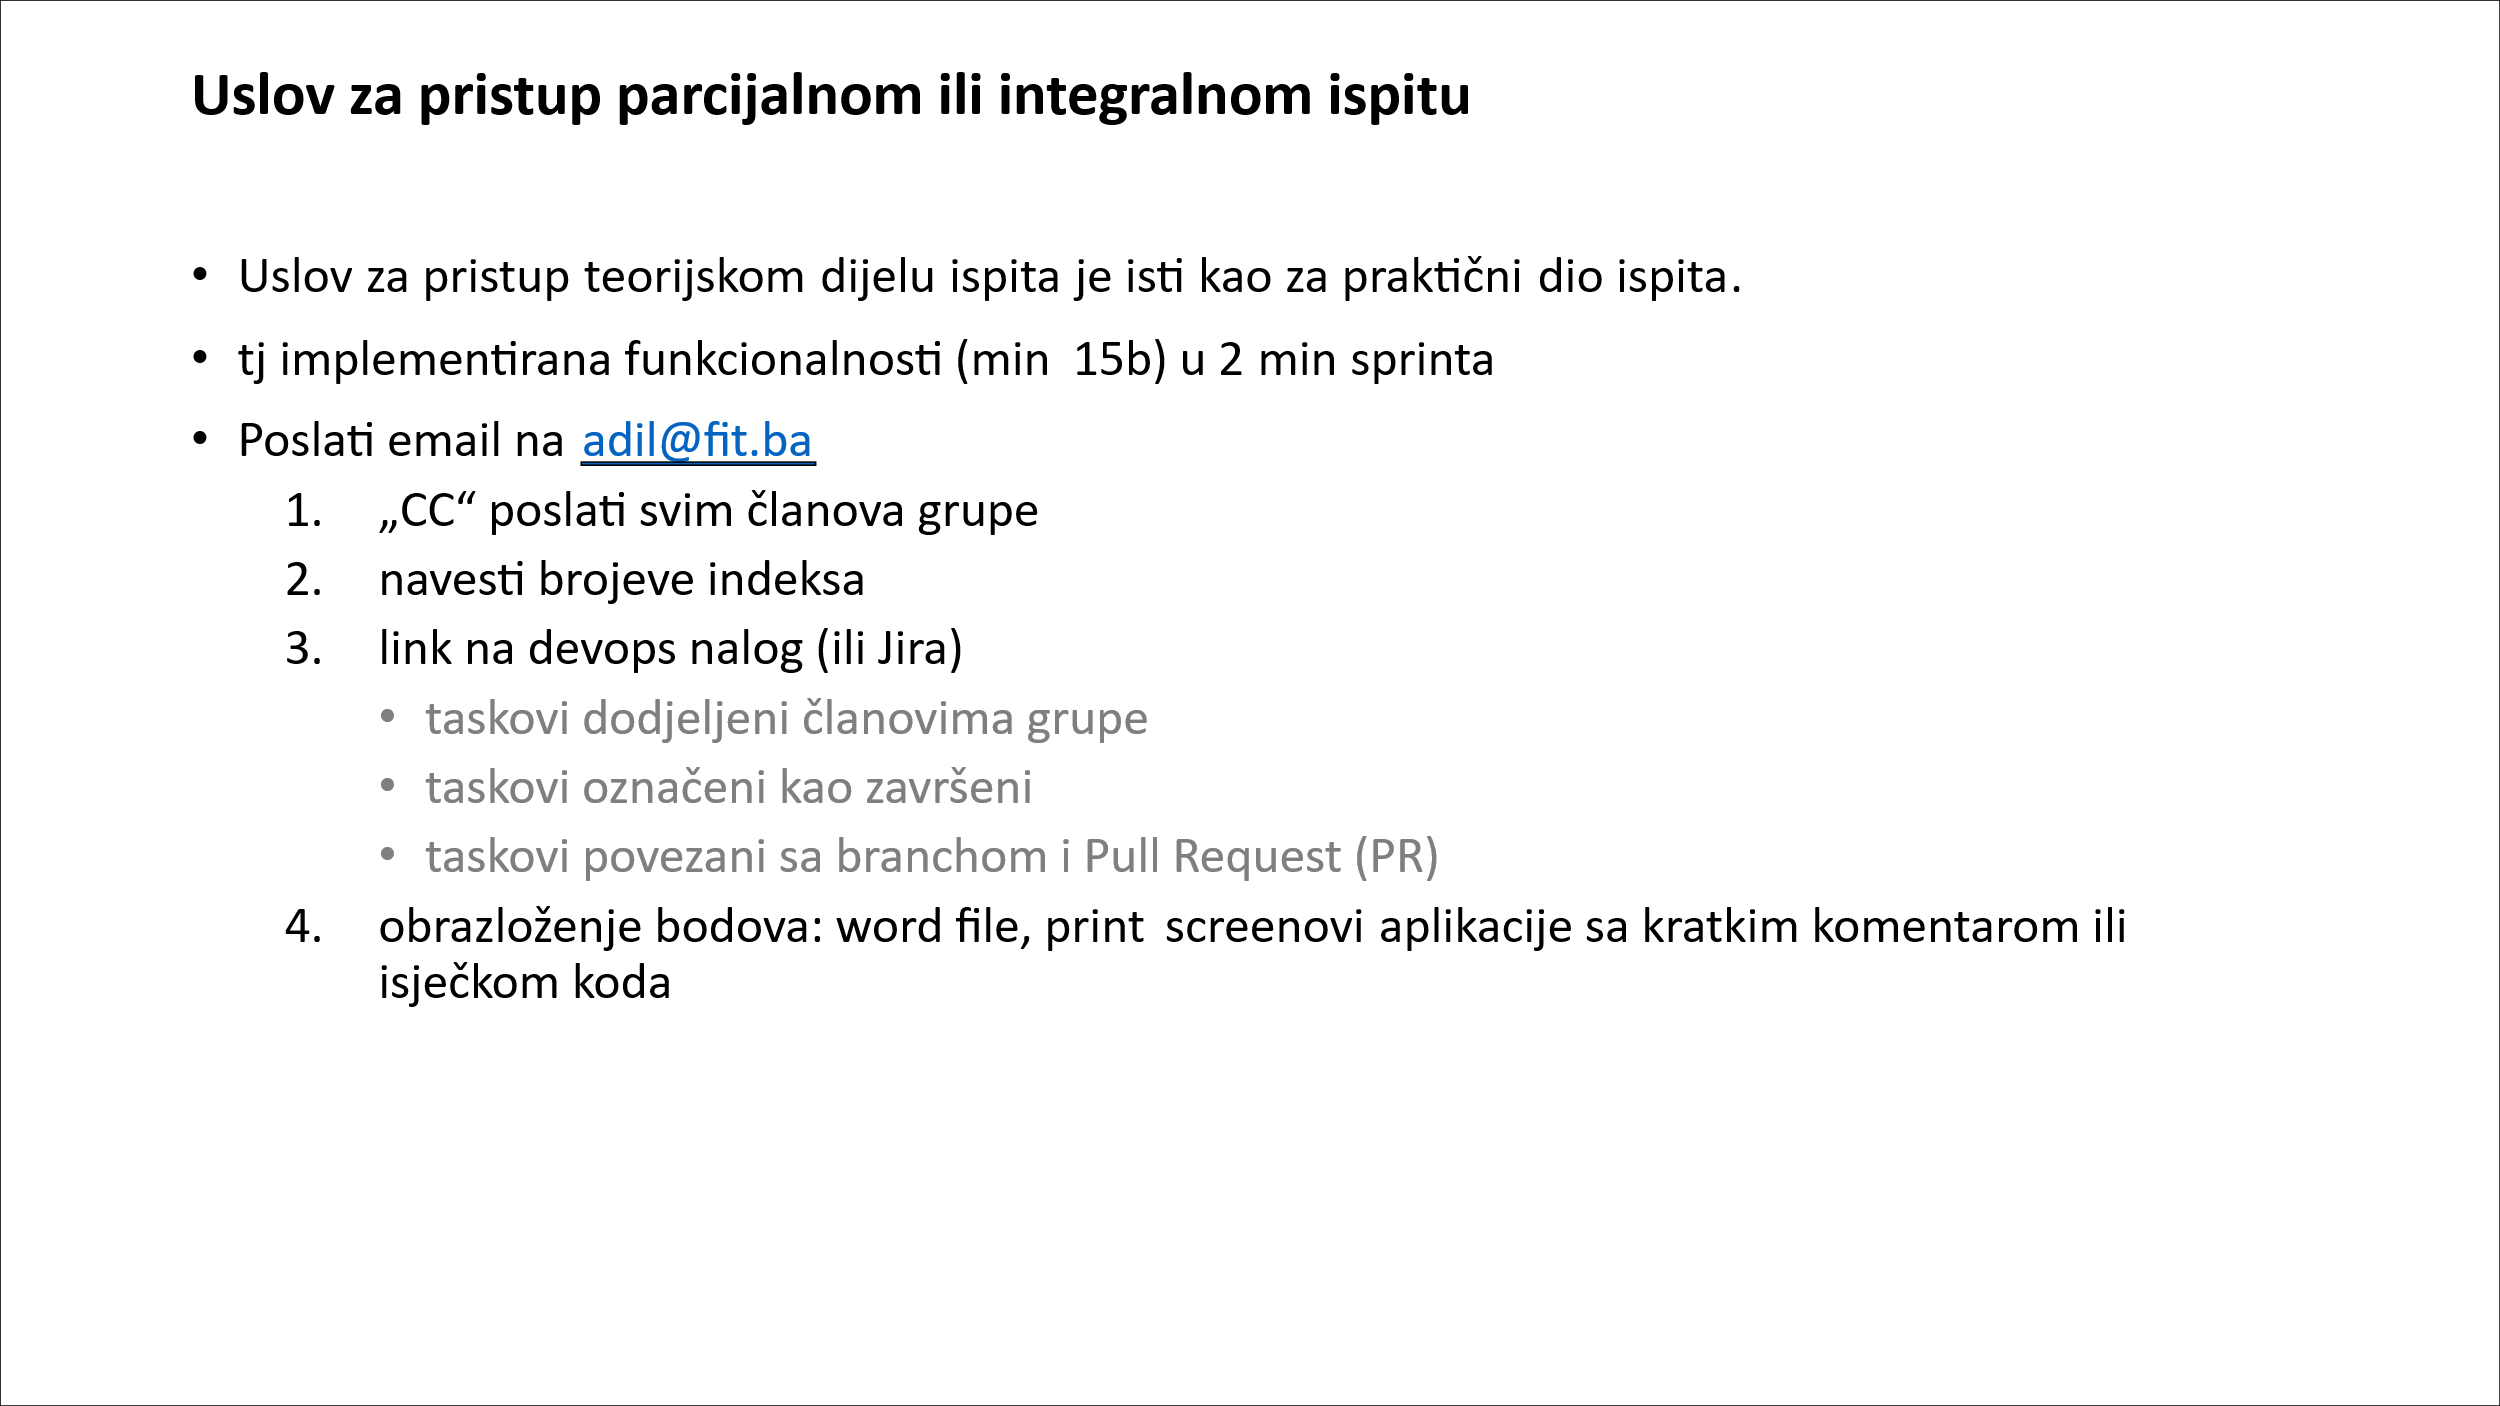 Uslov za pristup parcijalnom ili integralnom ispitu
• Uslov za pristup teorijskom dijelu ispita je isti kao za praktični dio ispita.
• tj implementirana funkcionalnosti (min 15b) u 2 min sprinta
• Poslati email na adil@fit.ba
1. „CC“ poslati svim članova grupe
2. navesti brojeve indeksa
3. link na devops nalog (ili Jira)
• taskovi dodjeljeni članovima grupe
• taskovi označeni kao završeni
• taskovi povezani sa branchom i Pull Request (PR)
4. obrazloženje bodova: word file, print screenovi aplikacije sa kratkim komentarom ili
isječkom koda